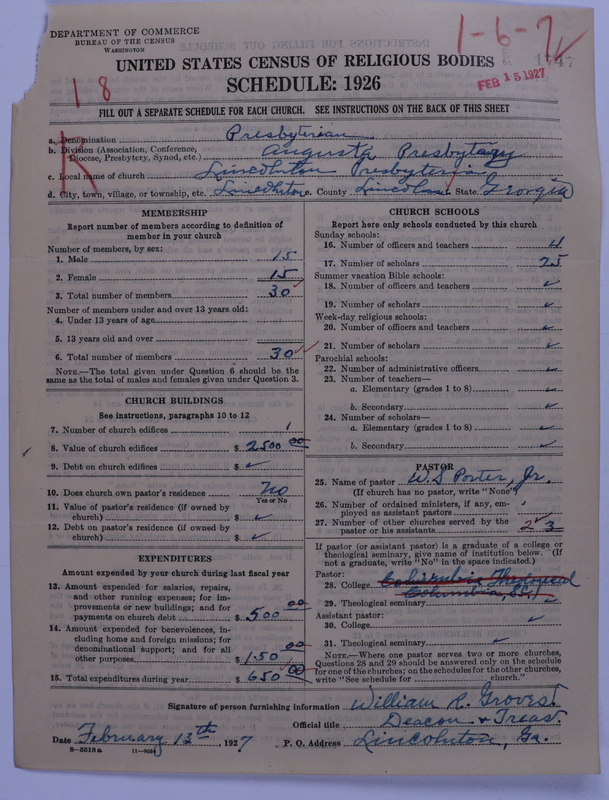 DEPARTMENT OF COMMERCE
BUREAU OF THE CENSUS
WASHINGTON
1-6-7
FEB 15 1927
UNITED STATES CENSUS OF RELIGIOUS BODIES
18
SCHEDULE: 1926
FILL OUT A SEPARATE SCHEDULE FOR EACH CHURCH. SEE INSTRUCTIONS ON THE BACK OF THIS SHEET
R
a. Denomination Presbyterian
b. Division (Association, Conference, Diocese, Presbytery, Synod, etc.) Augusta Presbytery
c. Local name of church Lincolnton Presbyterian
d. City, town, village, or township, etc. Lincolnton e. County Lincoln State Georgia
MEMBERSHIP
Report number of members according to definition of
member in your church
Number of members, by sex:
1. Male 15
2. Female 15
3. Total number of members 30
Number of members under and over 13 years old:
4. Under 13 years of age
5. 13 years old and over
6. Total number of members 30
NOTE.—The total given under Question 6 should be
same as the total of males and females given under Question 3.
CHURCH BUILDINGS
See instructions, paragraphs 10 to 12
7. Number of church edifices 1
8. Value of church edifices $ 2500 00
9. Debt on church edifices $ ✓
10. Does church own pastor's residence No
Yes or No
11. Value of pastor's residence (if owned by
church) $ ✓
12. Debt on pastor's residence (if owned by
church) $ ✓
EXPENDITURES
Amount expended by your church during last fiscal year
13. Amount expended for salaries, repairs,
and other running expenses; for im-
provements or new buildings; and for
payments on church debt $ 500 00
14. Amount expended for benevolences, in-
cluding home and foreign missions; for
denominational support; and for all
other purposes $ 150 00
15. Total expenditures during year $ 650 00
CHURCH SCHOOLS
Report here only schools conducted by this church
Sunday schools:
16. Number of officers and teachers 4
17. Number of scholars 25
Summer vacation Bible schools:
18. Number of officers and teachers ✓
19. Number of scholars ✓
Week-day religious schools:
20. Number of officers and teachers ✓
21. Number of scholars ✓
Parochial schools:
22. Number of administrative officers ✓
23. Number of teachers—
a. Elementary (grades 1 to 8) ✓
b. Secondary ✓
24. Number of scholars—
a. Elementary (grades 1 to 8) ✓
b. Secondary ✓
PASTOR
25. Name of pastor W. S. Porter, Jr.
(If church has no pastor, write "None")
26. Number of ordained ministers, if any, em-
ployed as assistant pastors
27. Number of other churches served by the
pastor or his assistants 2 3
If pastor (or assistant pastor) is a graduate of a college or
theological seminary, give name of institution below. (If
not a graduate, write "No" in the space indicated.)
Pastor:
28. College Columbia Theological
Columbia, S.C.
29. Theological seminary ✓
Assistant pastor:
30. College ✓
31. Theological seminary ✓
NOTE.—Where one pastor serves two or more churches,
Questions 28 and 29 should be answered only on the schedule
for one of the churches; on the schedules for the other churches,
write "See schedule for church."
Signature of person furnishing information William R. Groves
Official title Deacon & Treas.
Date February 12th, 1927 P. O. Address Lincolnton, Ga.
8—5518a 11—9054